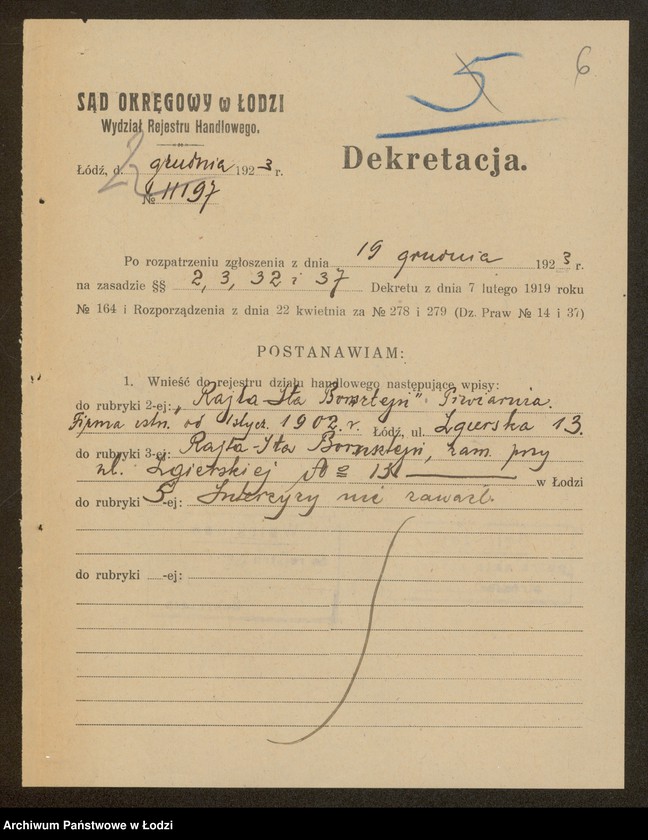 5
6
SĄD OKRĘGOWY w ŁODZI
Wydział Rejestru Handlowego.
Dekretacja.
Łódź, d. grudnia 1923 r.
№ 11197
Po rozpatrzeniu zgłoszenia z dnia 19 grudnia 1923 r.
na zasadzie §§ 2, 3, 32 i 37 Dekretu z dnia 7 lutego 1919 roku
№ 164 i Rozporządzenia z dnia 22 kwietnia za № 278 i 279 (Dz. Praw № 14 i 37)
POSTANAWIAM:
1. Wnieść do rejestru działu handlowego następujące wpisy:
do rubryki 2-ej: „Rajta-Ita Bornsztejn" Piwiarnia.
Firma istn. od 1 stycz. 1902 r. Łódź, ul. Zgierska 13.
do rubryki 3-ej: Rajta-Ita Bornsztejn, zam. przy
ul. Zgierskiej № 13 w Łodzi
do rubryki 5-ej: Intercyzy nie zawarł.
do rubryki -ej:
Archiwum Państwowe w Łodzi